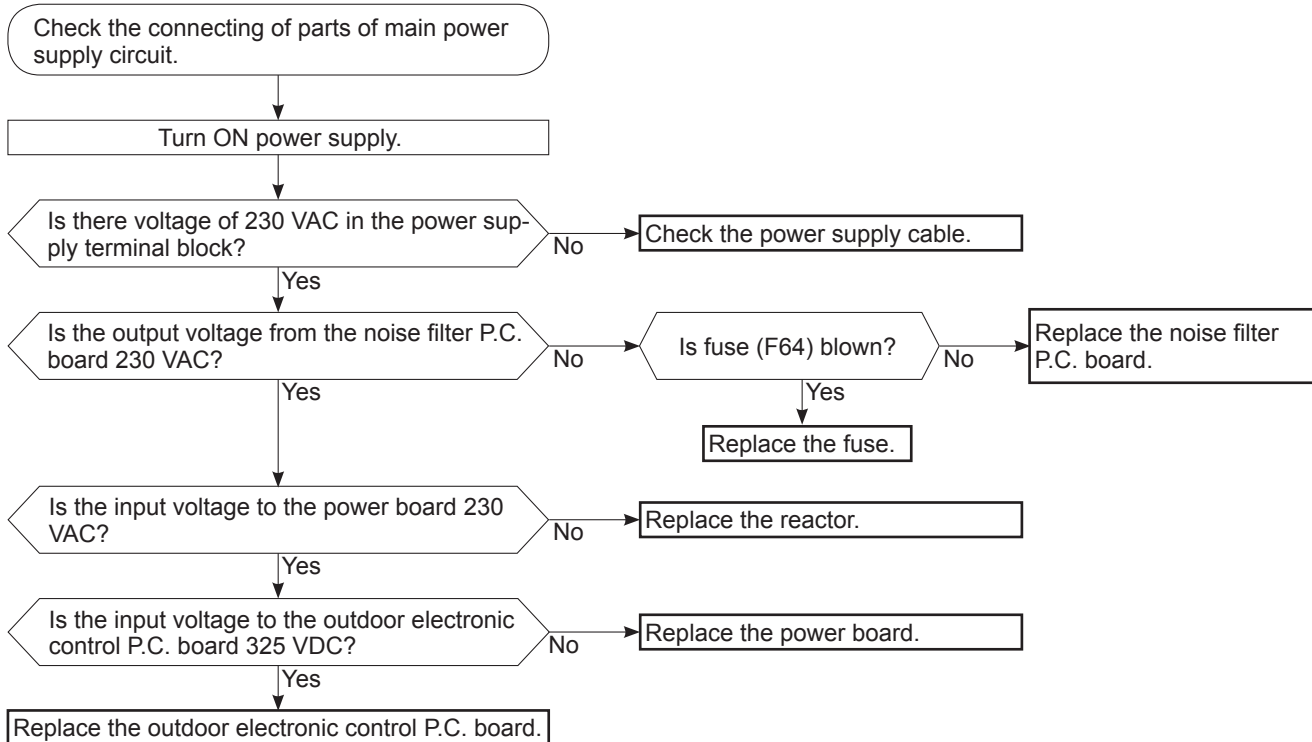 Check the connecting of parts of main power
supply circuit.
Turn ON power supply.
Is there voltage of 230 VAC in the power sup-
ply terminal block?
No
Check the power supply cable.
Yes
Is the output voltage from the noise filter P.C.
board 230 VAC?
No
Is fuse (F64) blown?
No
Replace the noise filter
P.C. board.
Yes
Yes
Replace the fuse.
Is the input voltage to the power board 230
VAC?
No
Replace the reactor.
Yes
Is the input voltage to the outdoor electronic
control P.C. board 325 VDC?
No
Replace the power board.
Yes
Replace the outdoor electronic control P.C. board.